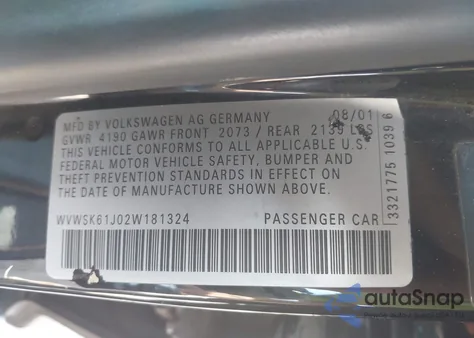 MFD BY VOLKSWAGEN AG GERMANY 08/01
GVWR 4190 GAWR FRONT 2073 / REAR 2139 LBS
THIS VEHICLE CONFORMS TO ALL APPLICABLE U.S.
FEDERAL MOTOR VEHICLE SAFETY, BUMPER AND
THEFT PREVENTION STANDARDS IN EFFECT ON
THE DATE OF MANUFACTURE SHOWN ABOVE.
WVWSK61J02W181324 PASSENGER CAR
3321775 1039 6
autoSnap